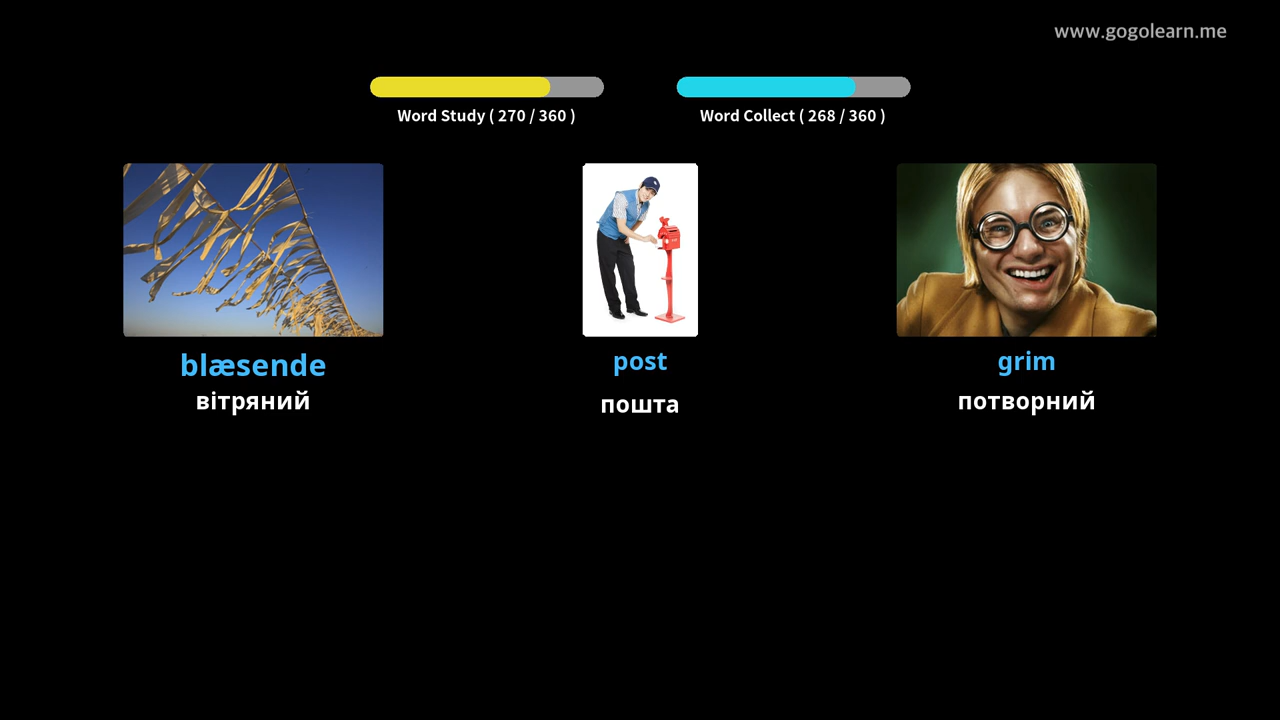 www.gogolearn.me
Word Study ( 270 / 360 )
Word Collect ( 268 / 360 )
blæsende
вітряний
post
пошта
grim
потворний